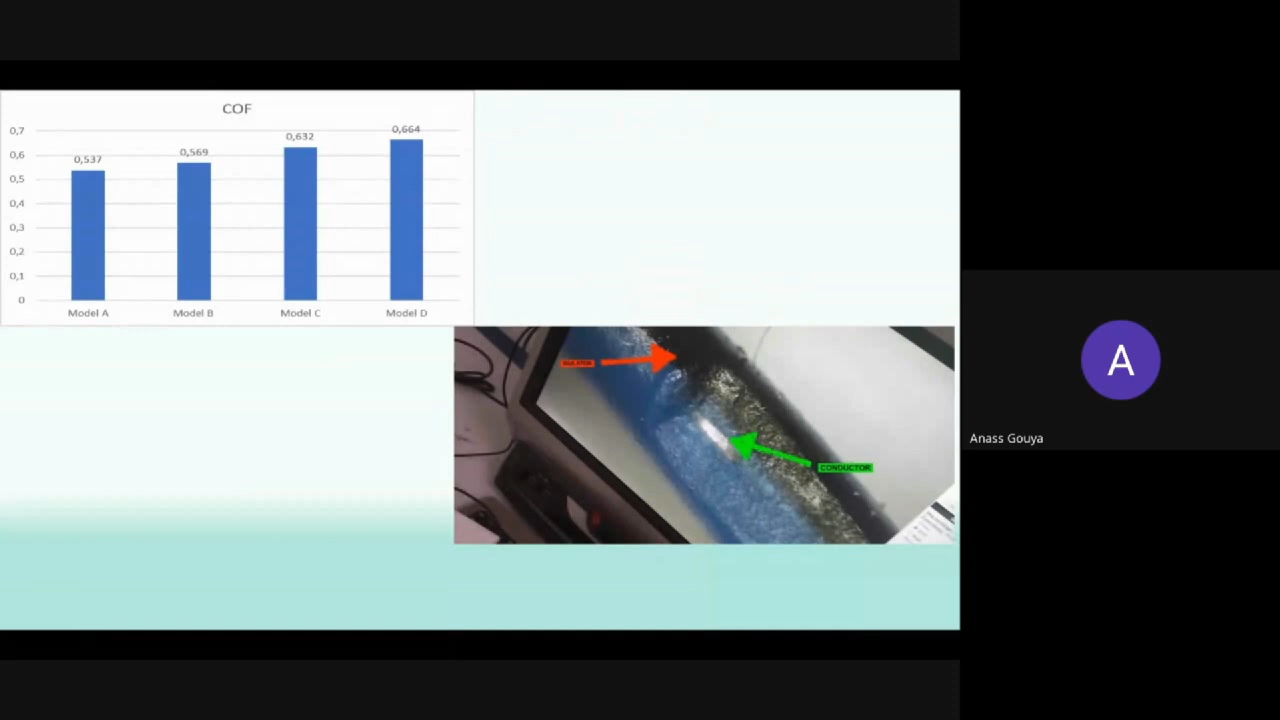 COF
0,7
0,6
0,5
0,4
0,3
0,2
0,1
0
0,537
0,569
0,632
0,664
Model A
Model B
Model C
Model D
CONDUCTOR
A
Anass Gouya